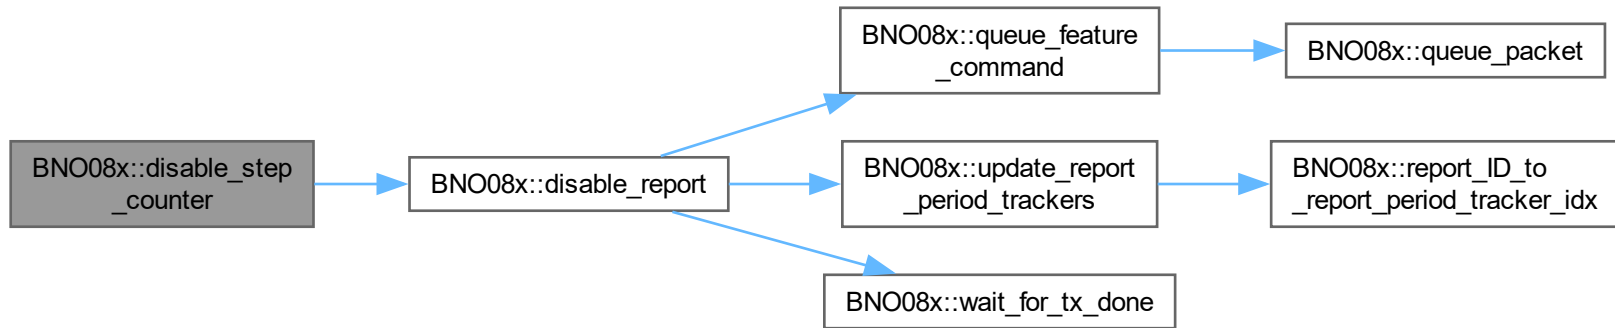 BNO08x::disable_step
_counter
BNO08x::disable_report
BNO08x::queue_feature
_command
BNO08x::queue_packet
BNO08x::update_report
_period_trackers
BNO08x::report_ID_to
_report_period_tracker_idx
BNO08x::wait_for_tx_done